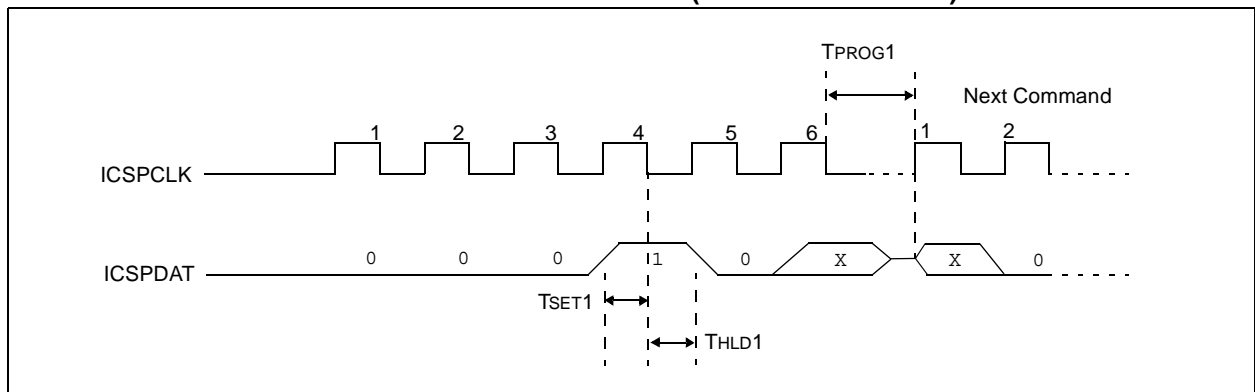 TPROG1
Next Command
1 2 3 4 5 6 1 2
ICSPCLK
0 0 0 1 0 X X 0
ICSPDAT
TSET1
THLD1